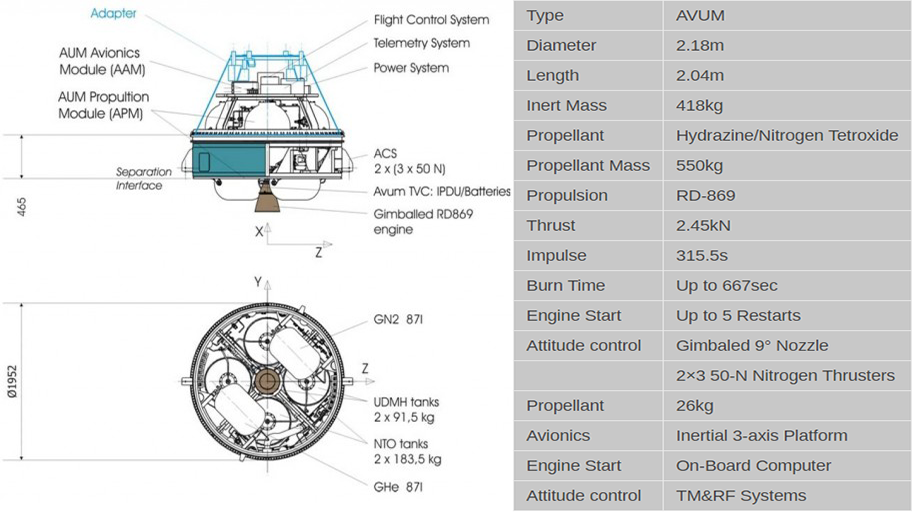 Adapter
AUM Avionics
Module (AAM)
AUM Propultion
Module (APM)
Flight Control System
Telemetry System
Power System
ACS
2 x (3 x 50 N)
Separation
Interface
Avum TVC: IPDU/Batteries
Gimballed RD869
engine
465
X
Z
Y
Z
GN2 87l
Ø1952
UDMH tanks
2 x 91,5 kg
NTO tanks
2 x 183,5 kg
GHe 87l
Type AVUM
Diameter 2.18m
Length 2.04m
Inert Mass 418kg
Propellant Hydrazine/Nitrogen Tetroxide
Propellant Mass 550kg
Propulsion RD-869
Thrust 2.45kN
Impulse 315.5s
Burn Time Up to 667sec
Engine Start Up to 5 Restarts
Attitude control Gimbaled 9° Nozzle
2×3 50-N Nitrogen Thrusters
Propellant 26kg
Avionics Inertial 3-axis Platform
Engine Start On-Board Computer
Attitude control TM&RF Systems